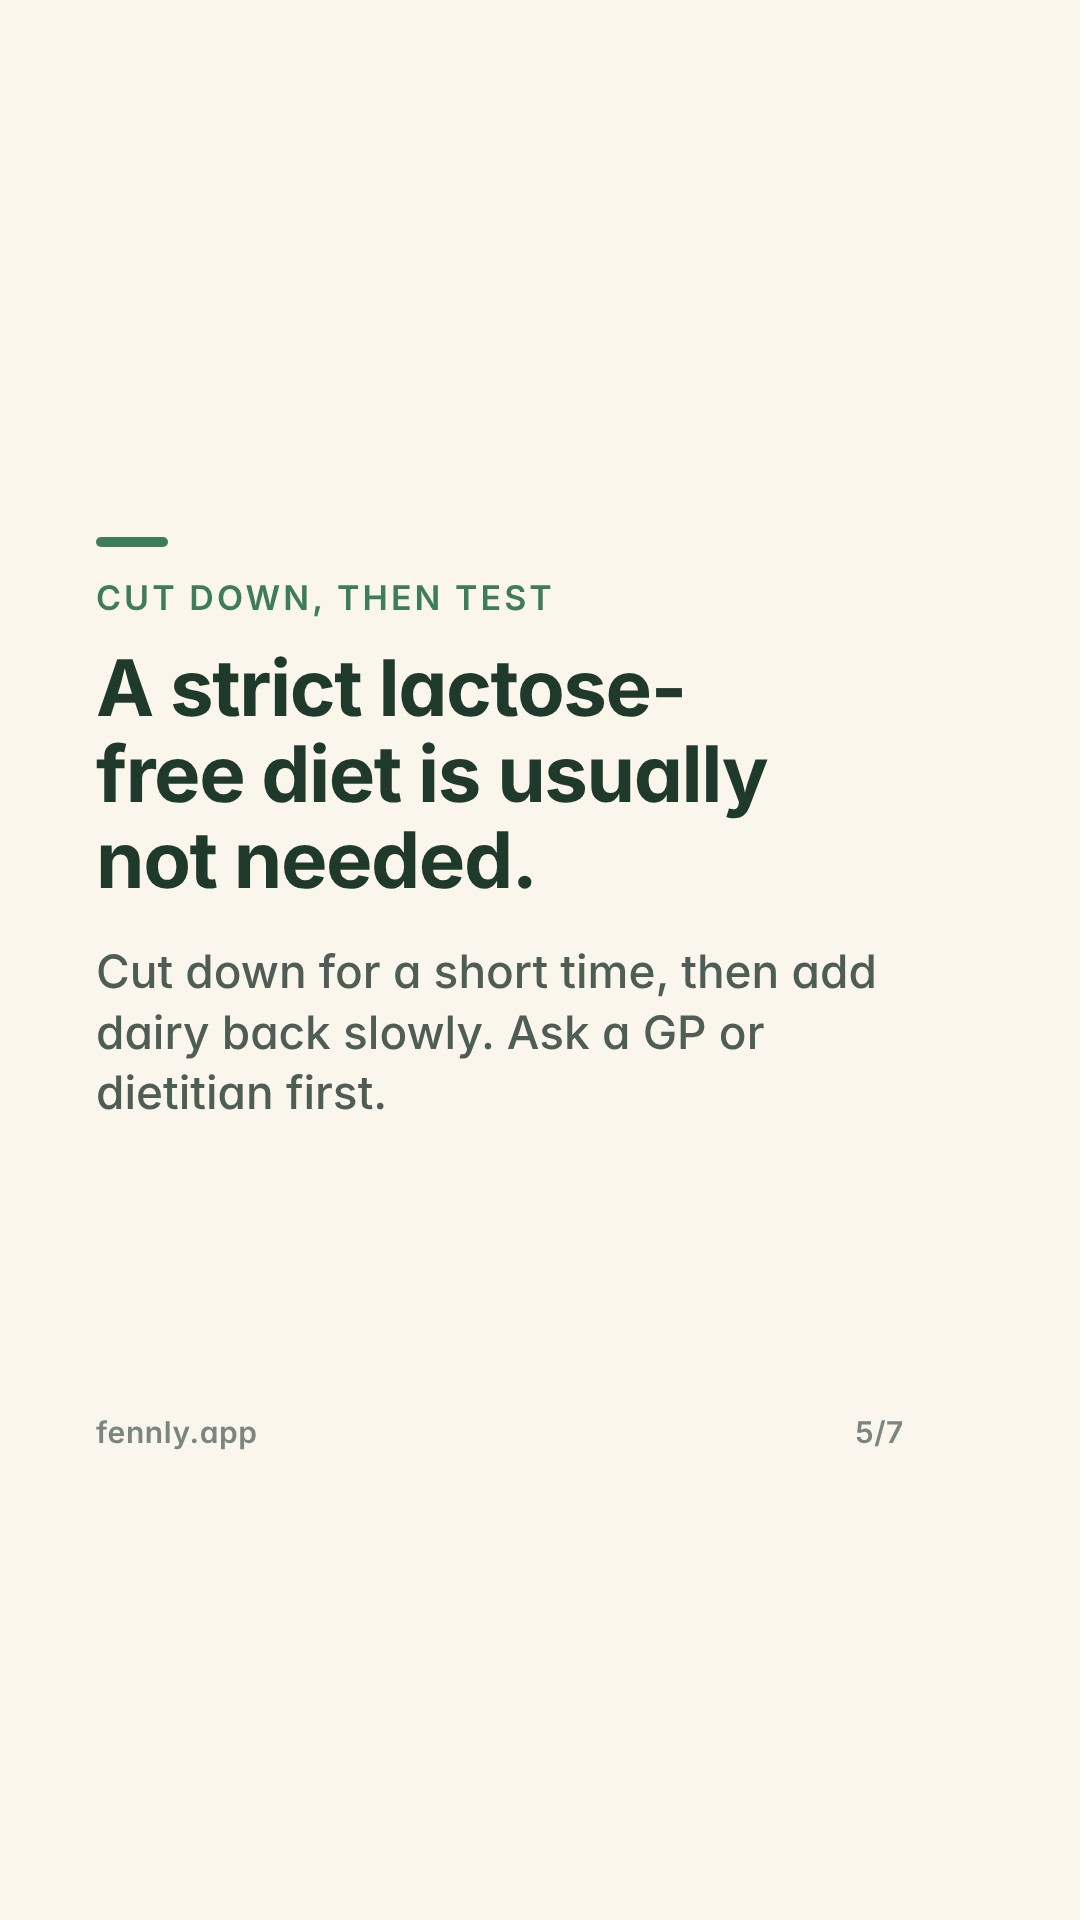 CUT DOWN, THEN TEST
A strict lactose-
free diet is usually
not needed.
Cut down for a short time, then add
dairy back slowly. Ask a GP or
dietitian first.
fennly.app
5/7